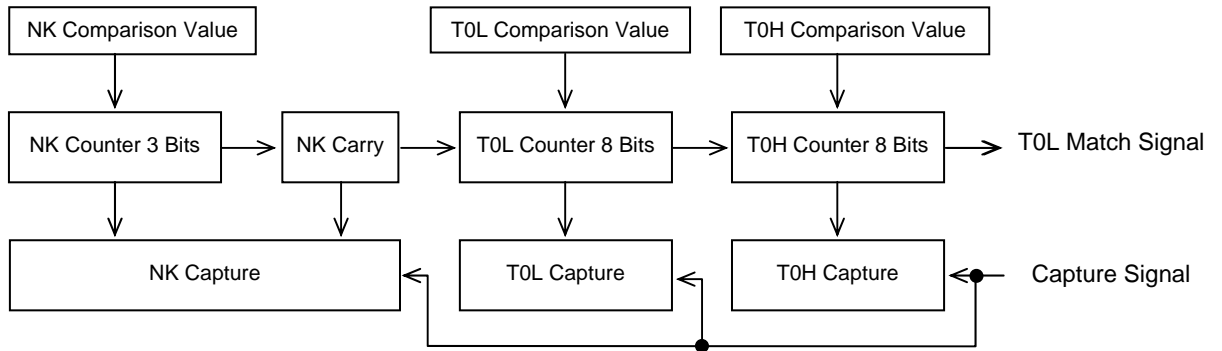 NK Comparison Value
T0L Comparison Value
T0H Comparison Value
NK Counter 3 Bits
NK Carry
T0L Counter 8 Bits
T0H Counter 8 Bits
T0L Match Signal
NK Capture
T0L Capture
T0H Capture
Capture Signal